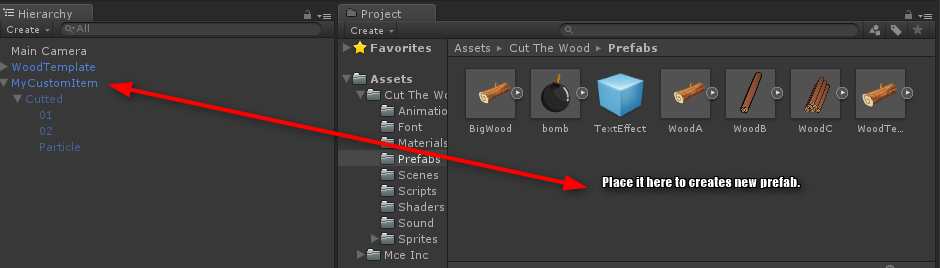 Hierarchy
Create
All
Main Camera
WoodTemplate
MyCustomItem
Cutted
01
02
Particle
Project
Create
Favorites
Assets
Cut The Wo
Animation
Font
Materials
Prefabs
Scenes
Scripts
Shaders
Sound
Sprites
Mce Inc
Assets Cut The Wood Prefabs
BigWood bomb TextEffect WoodA WoodB WoodC WoodTe...
Place it here to creates new prefab.